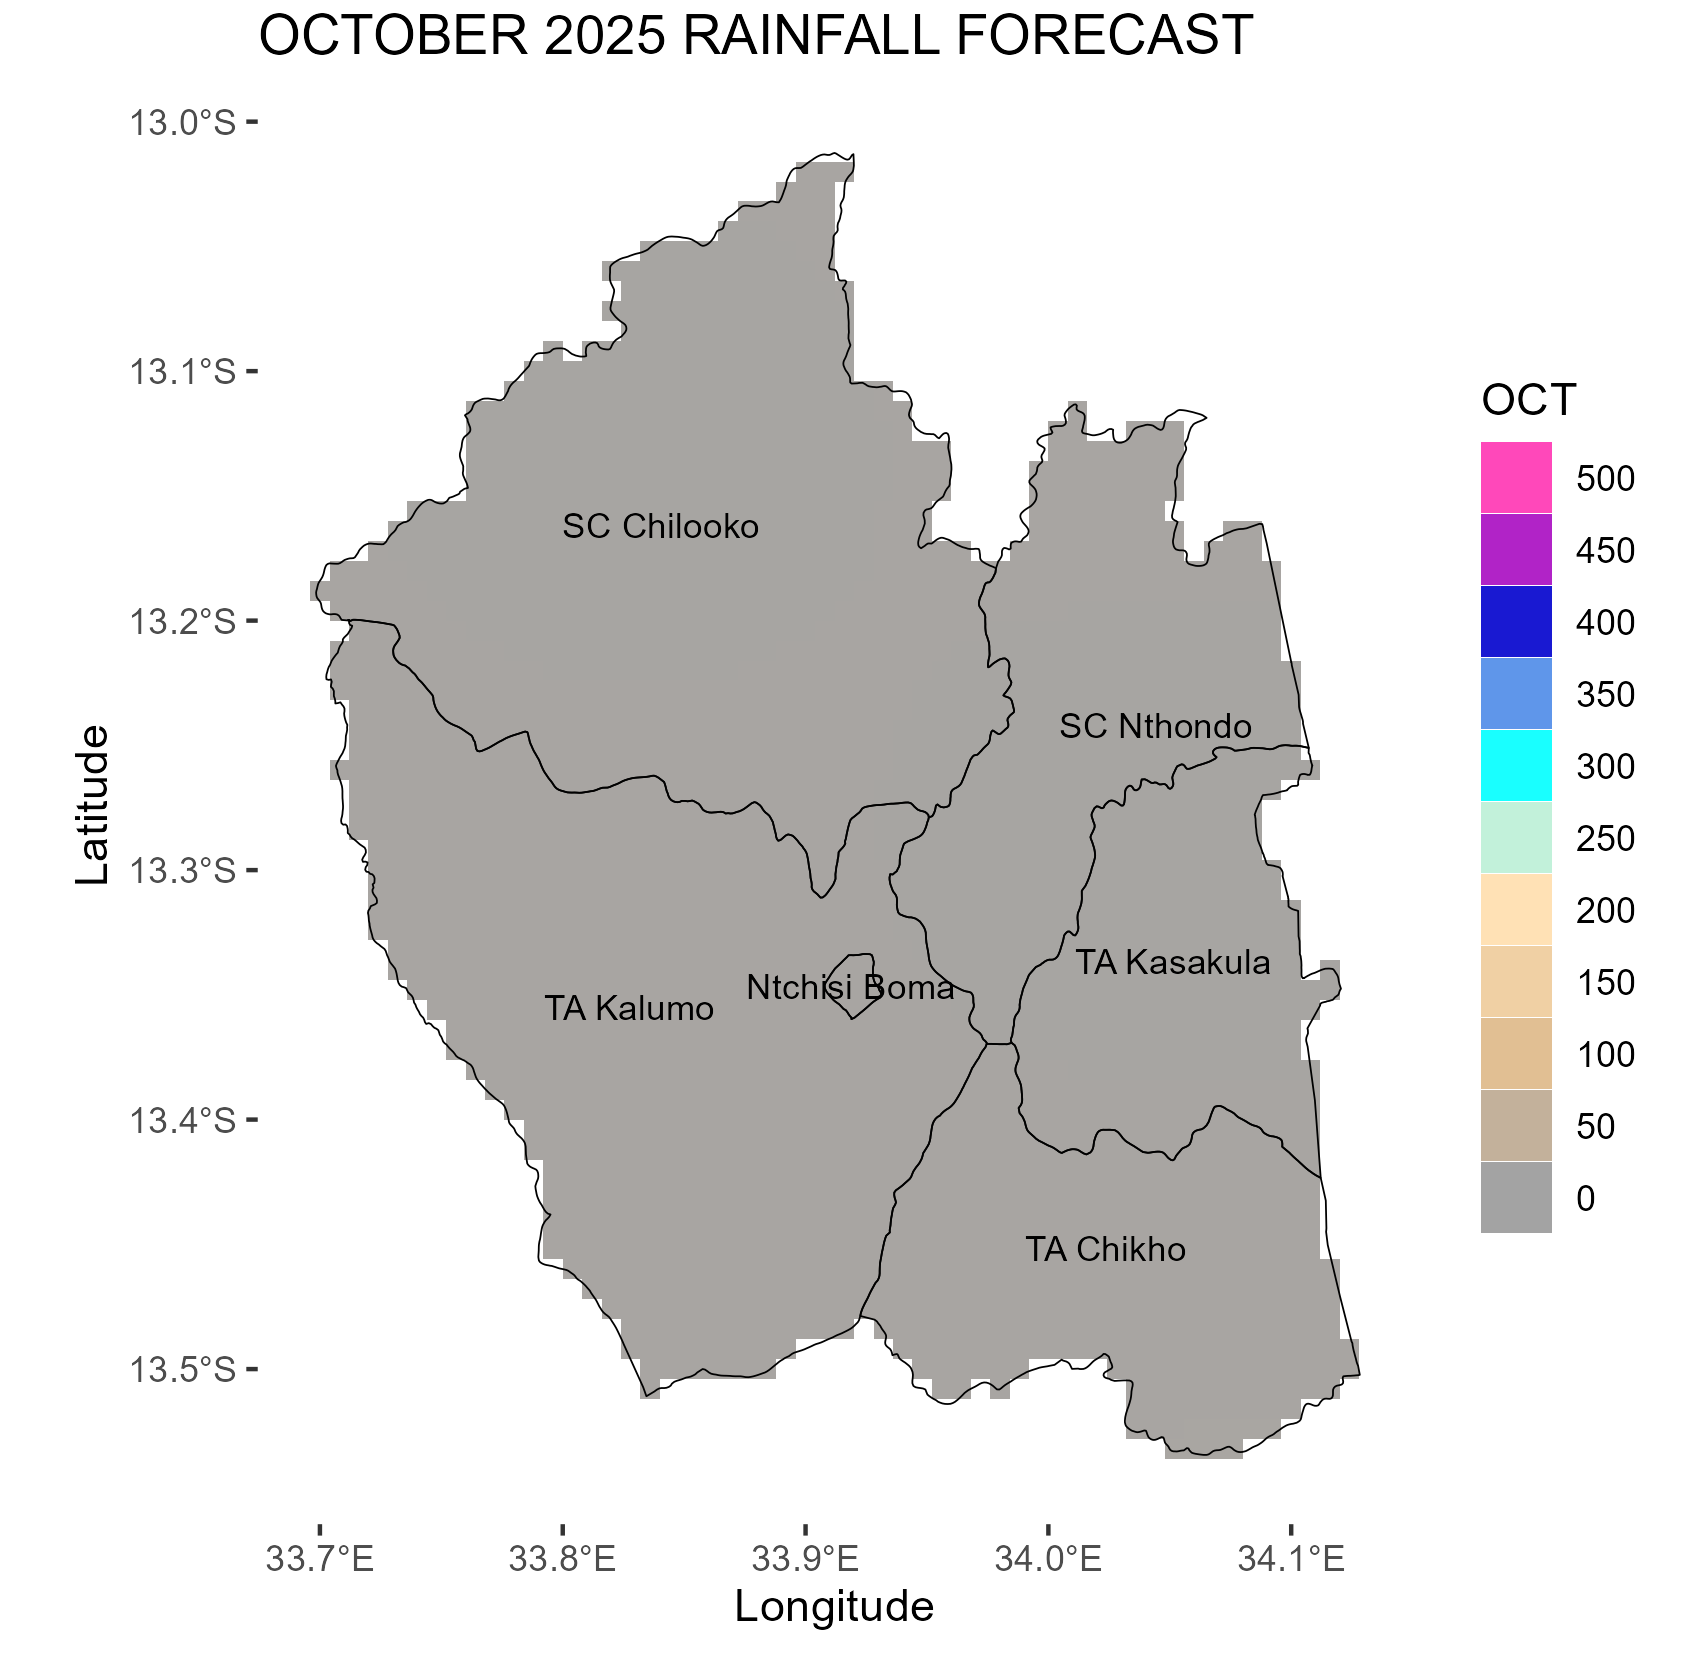 OCTOBER 2025 RAINFALL FORECAST
13.0°S
13.1°S
13.2°S
13.3°S
13.4°S
13.5°S
Latitude
SC Chilooko
SC Nthondo
TA Kasakula
Ntchisi Boma
TA Kalumo
TA Chikho
33.7°E
33.8°E
33.9°E
34.0°E
34.1°E
Longitude
OCT
500
450
400
350
300
250
200
150
100
50
0